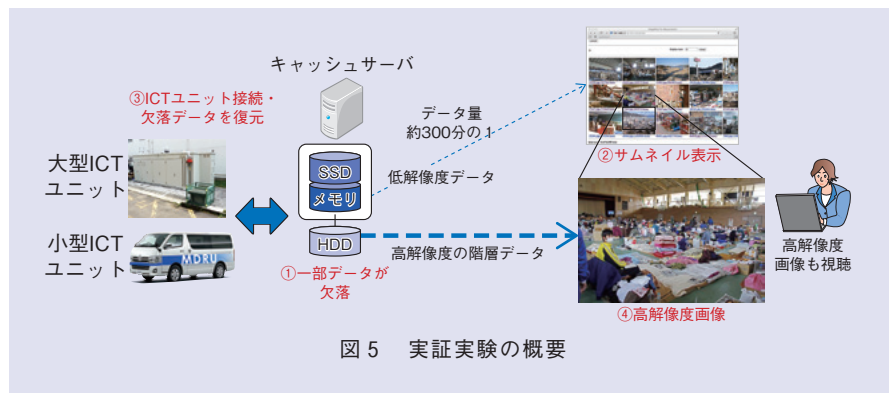 キャッシュサーバ
③ICTユニット接続・
欠落データを復元
データ量
約300分の1
②サムネイル表示
大型ICT
ユニット
SSD
メモリ
低解像度データ
小型ICT
ユニット
MDRU
HDD
高解像度の階層データ
①一部データが
欠落
高解像度
画像も視聴
④高解像度画像
図5 実証実験の概要